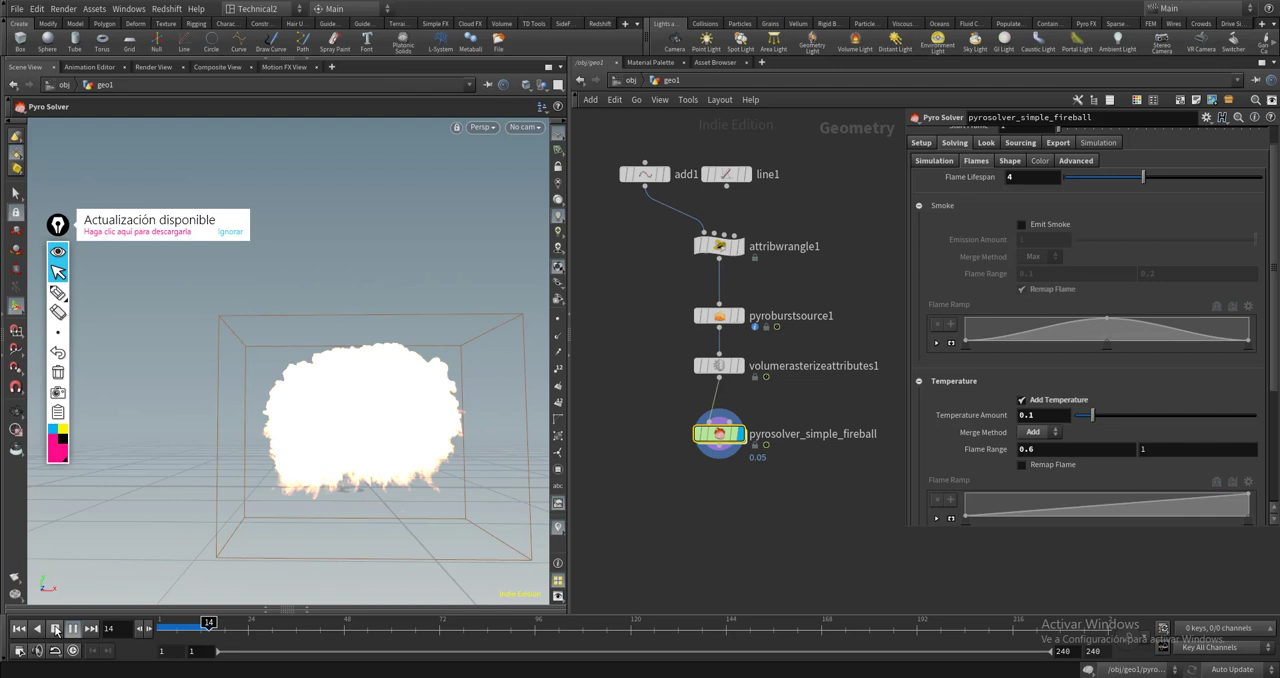 File Edit Render Assets Windows Redshift Help Technical2 Main Main
Create Modify Model Polygon Deform Texture Rigging Charac... Constr... Hair U... Guide... Guide... Terrai... Simple FX Cloud FX Volume TD Tools SideF... Redshift
Lights a... Collisions Particles Grains Vellum Rigid B... Particle... Viscous... Ocean Fluid C... Populate... Contain... Pyro FX Sparse... FEM Wires Crowds Drive Si...
Box Sphere Tube Torus Grid Null Line Circle Curve Draw Curve Path Spray Paint Font Platonic Solids L-System Metaball File
Camera Point Light Spot Light Area Light Geometry Light Volume Light Distant Light Environment Light Sky Light GI Light Caustic Light Portal Light Ambient Light Stereo Camera VR Camera Switcher
Scene View Animation Editor Render View Composite View Motion FX View
/obj/geo1 Material Palette Asset Browser
obj geo1
obj geo1
Pyro Solver
Add Edit Go View Tools Layout Help
Persp No cam
Indie Edition Geometry
Pyro Solver pyrosolver_simple_fireball
Setup Solving Look Sourcing Export Simulation
Simulation Flames Shape Color Advanced
Flame Lifespan 4
Smoke
Emit Smoke
Emission Amount 1
Merge Method Max
Flame Range 0.1 0.2
Remap Flame
Flame Ramp
Temperature
Add Temperature
Temperature Amount 0.1
Merge Method Add
Flame Range 0.6 1
Remap Flame
Flame Ramp
add1 line1
attribwrangle1
pyroburstsource1
volumerasterizeattributes1
pyrosolver_simple_fireball
0.05
Actualización disponible
Haga clic aquí para descargarla Ignorar
abc
Indie Edition
14 1 14 24 48 72 96 120 144 168 192 216
1 1 240 240
Activar Windows
Ve a Configuración para activar Windows.
0 keys, 0/0 channels
Key All Channels
/obj/geo1/pyro... Auto Update